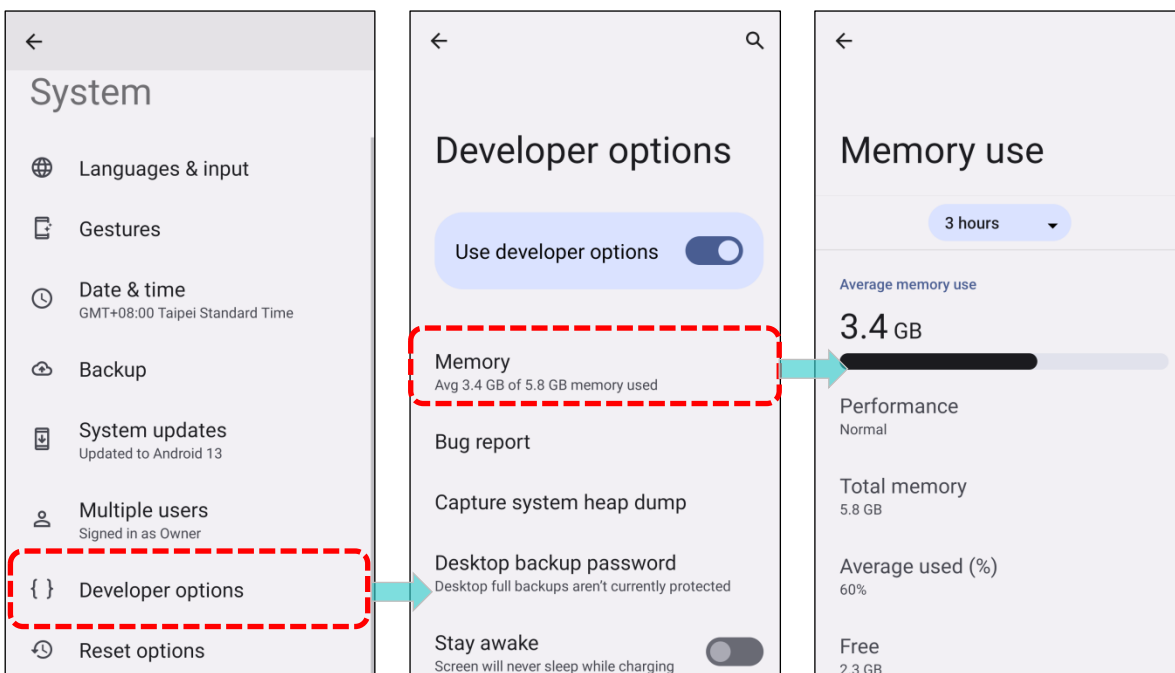 System
Languages & input
Gestures
Date & time
GMT+08:00 Taipei Standard Time
Backup
System updates
Updated to Android 13
Multiple users
Signed in as Owner
{ } Developer options
Reset options
Developer options
Use developer options
Memory
Avg 3.4 GB of 5.8 GB memory used
Bug report
Capture system heap dump
Desktop backup password
Desktop full backups aren't currently protected
Stay awake
Screen will never sleep while charging
Memory use
3 hours
Average memory use
3.4 GB
Performance
Normal
Total memory
5.8 GB
Average used (%)
60%
Free
2.3 GB